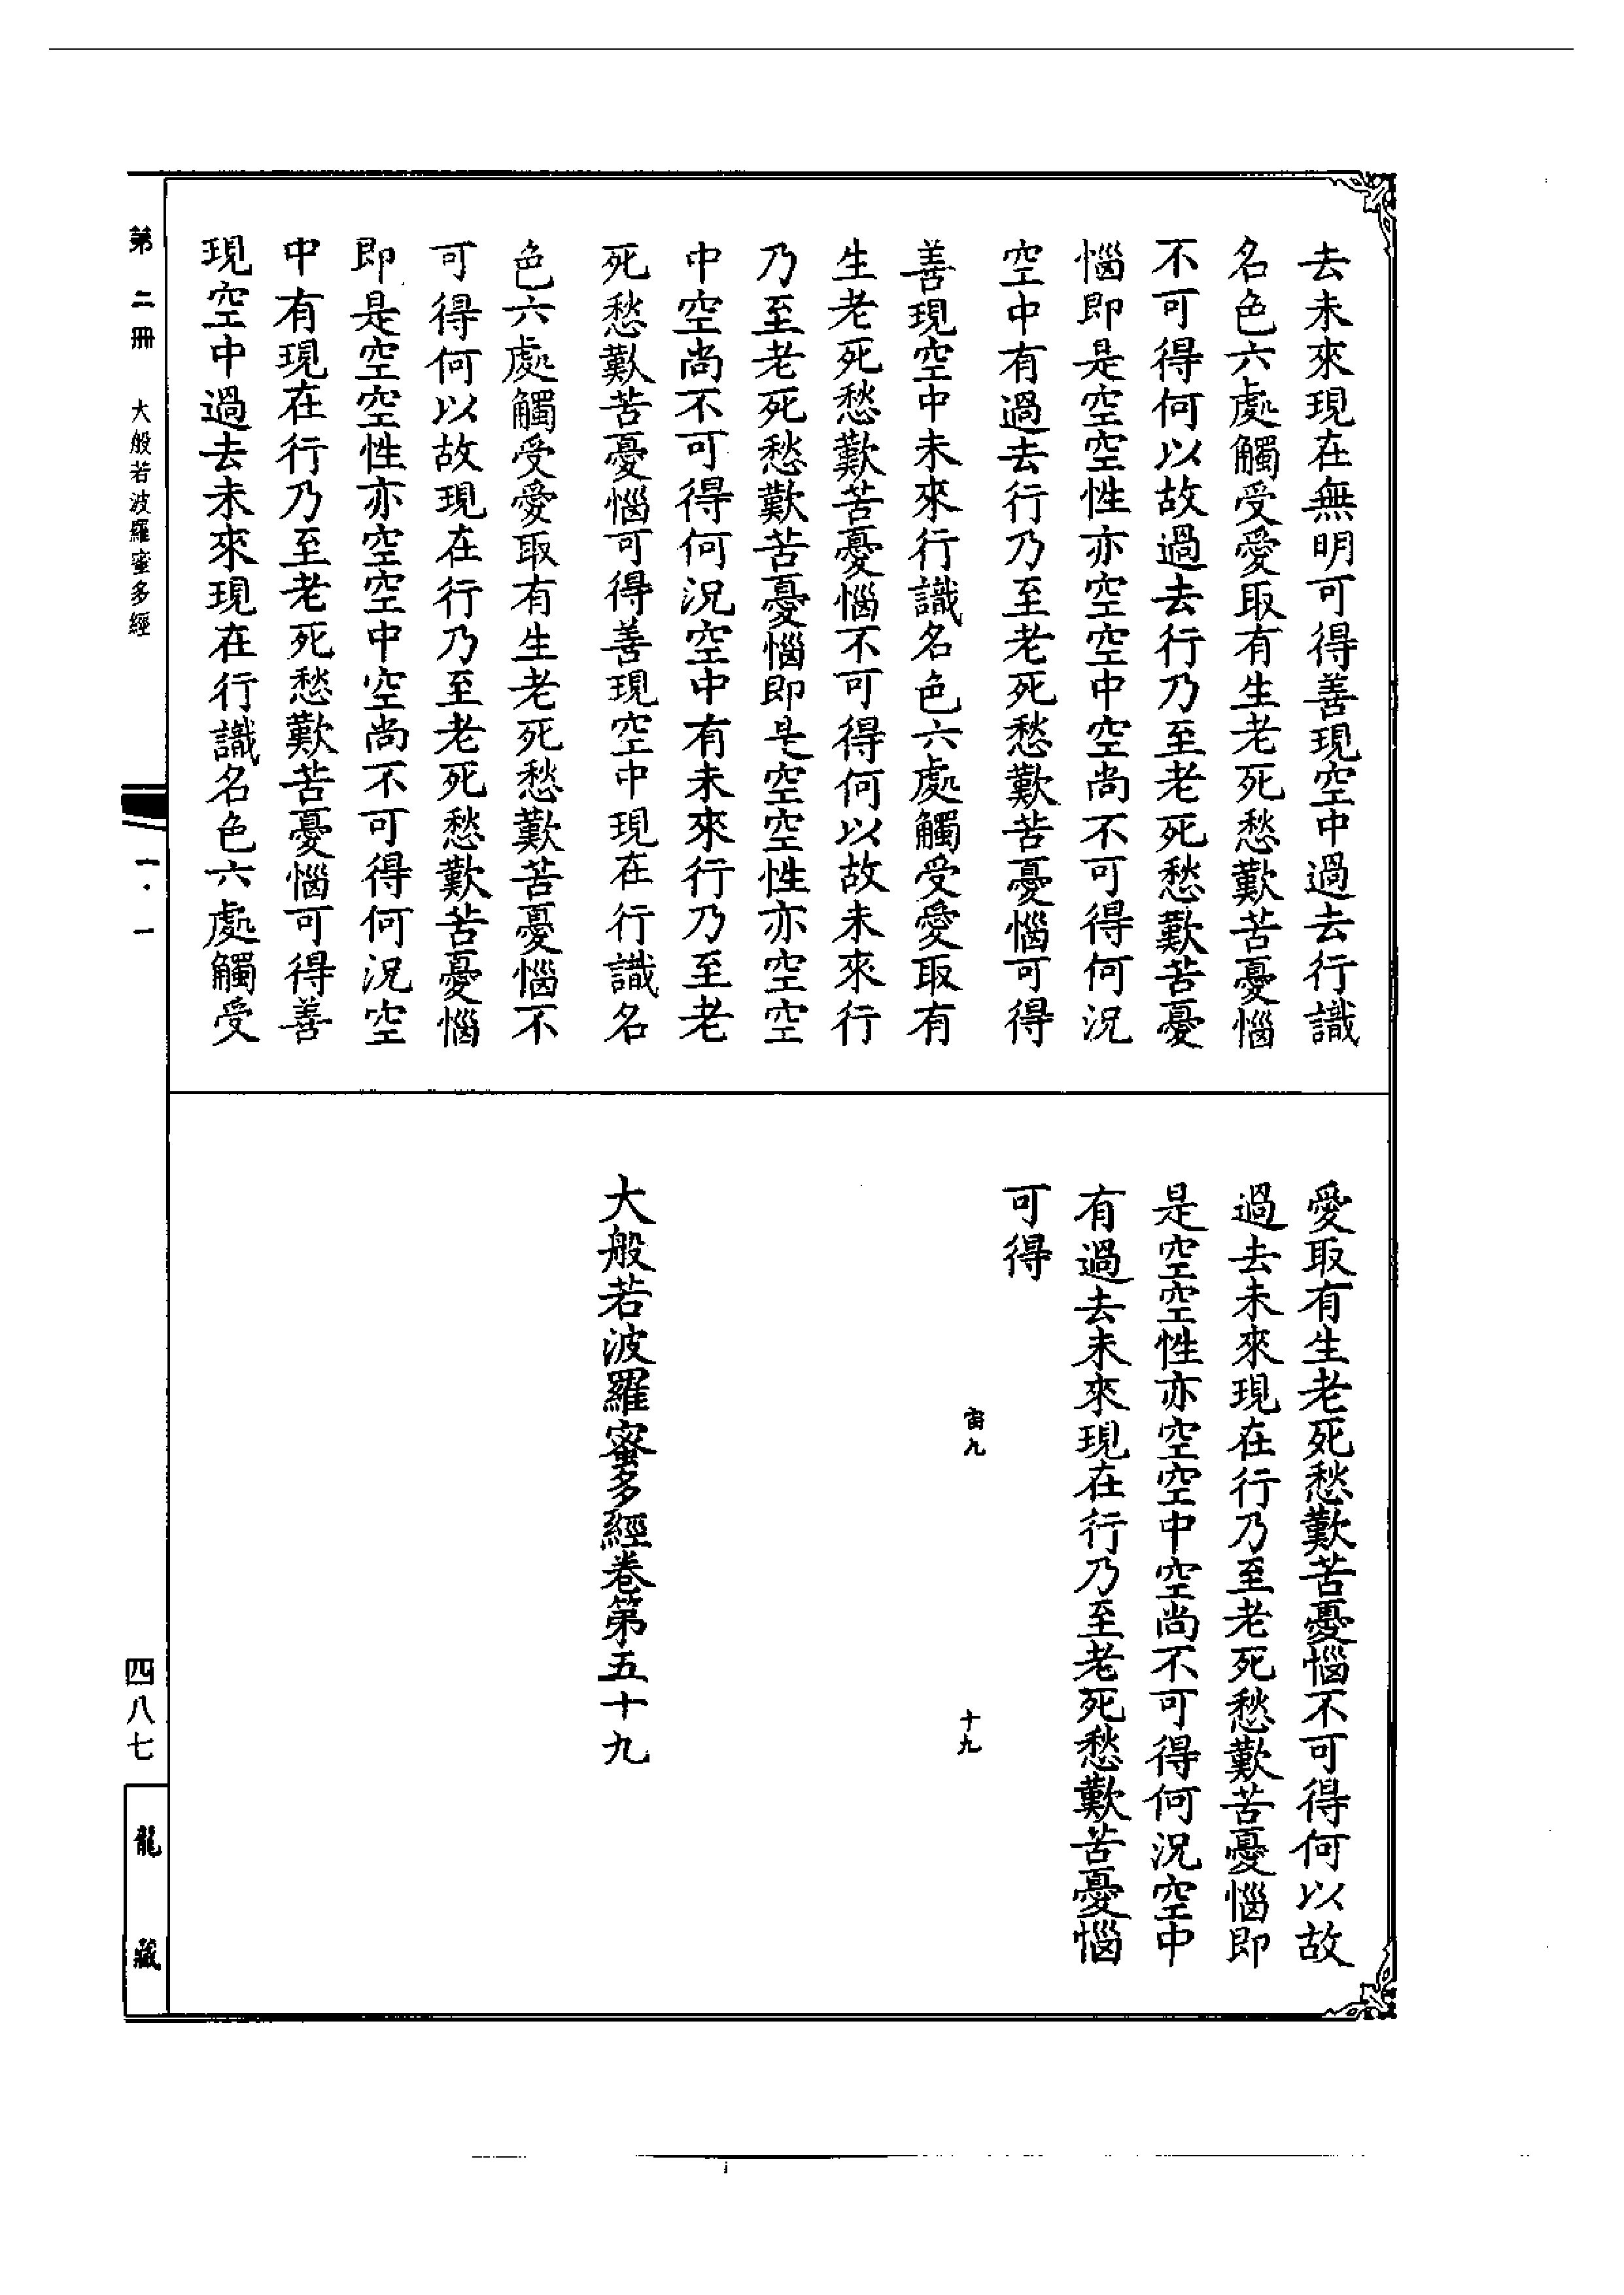 去未來現在無明可得善現空中過去行識
名色六處觸受愛取有生老死愁歎苦憂惱
不可得何以故過去行乃至老死愁歎苦憂
惱即是空空性亦空空中空尚不可得何況
空中有過去行乃至老死愁歎苦憂惱可得
善現空中未來行識名色六處觸受愛取有
生老死愁歎苦憂惱不可得何以故未來行
乃至老死愁歎苦憂惱即是空空性亦空空
中空尚不可得何況空中有未來行乃至老
死愁歎苦憂惱可得善現空中現在行識名
色六處觸受愛取有生老死愁歎苦憂惱不
可得何以故現在行乃至老死愁歎苦憂惱
即是空空性亦空空中空尚不可得何況空
中有現在行乃至老死愁歎苦憂惱可得善
現空中過去未來現在行識名色六處觸受
愛取有生老死愁歎苦憂惱不可得何以故
過去未來現在行乃至老死愁歎苦憂惱即
是空空性亦空空中空尚不可得何況空中
有過去未來現在行乃至老死愁歎苦憂惱
可得
宙九
十九
大般若波羅蜜多經卷第五十九
第二冊
大般若波羅蜜多經
一·一
四八七
龍藏